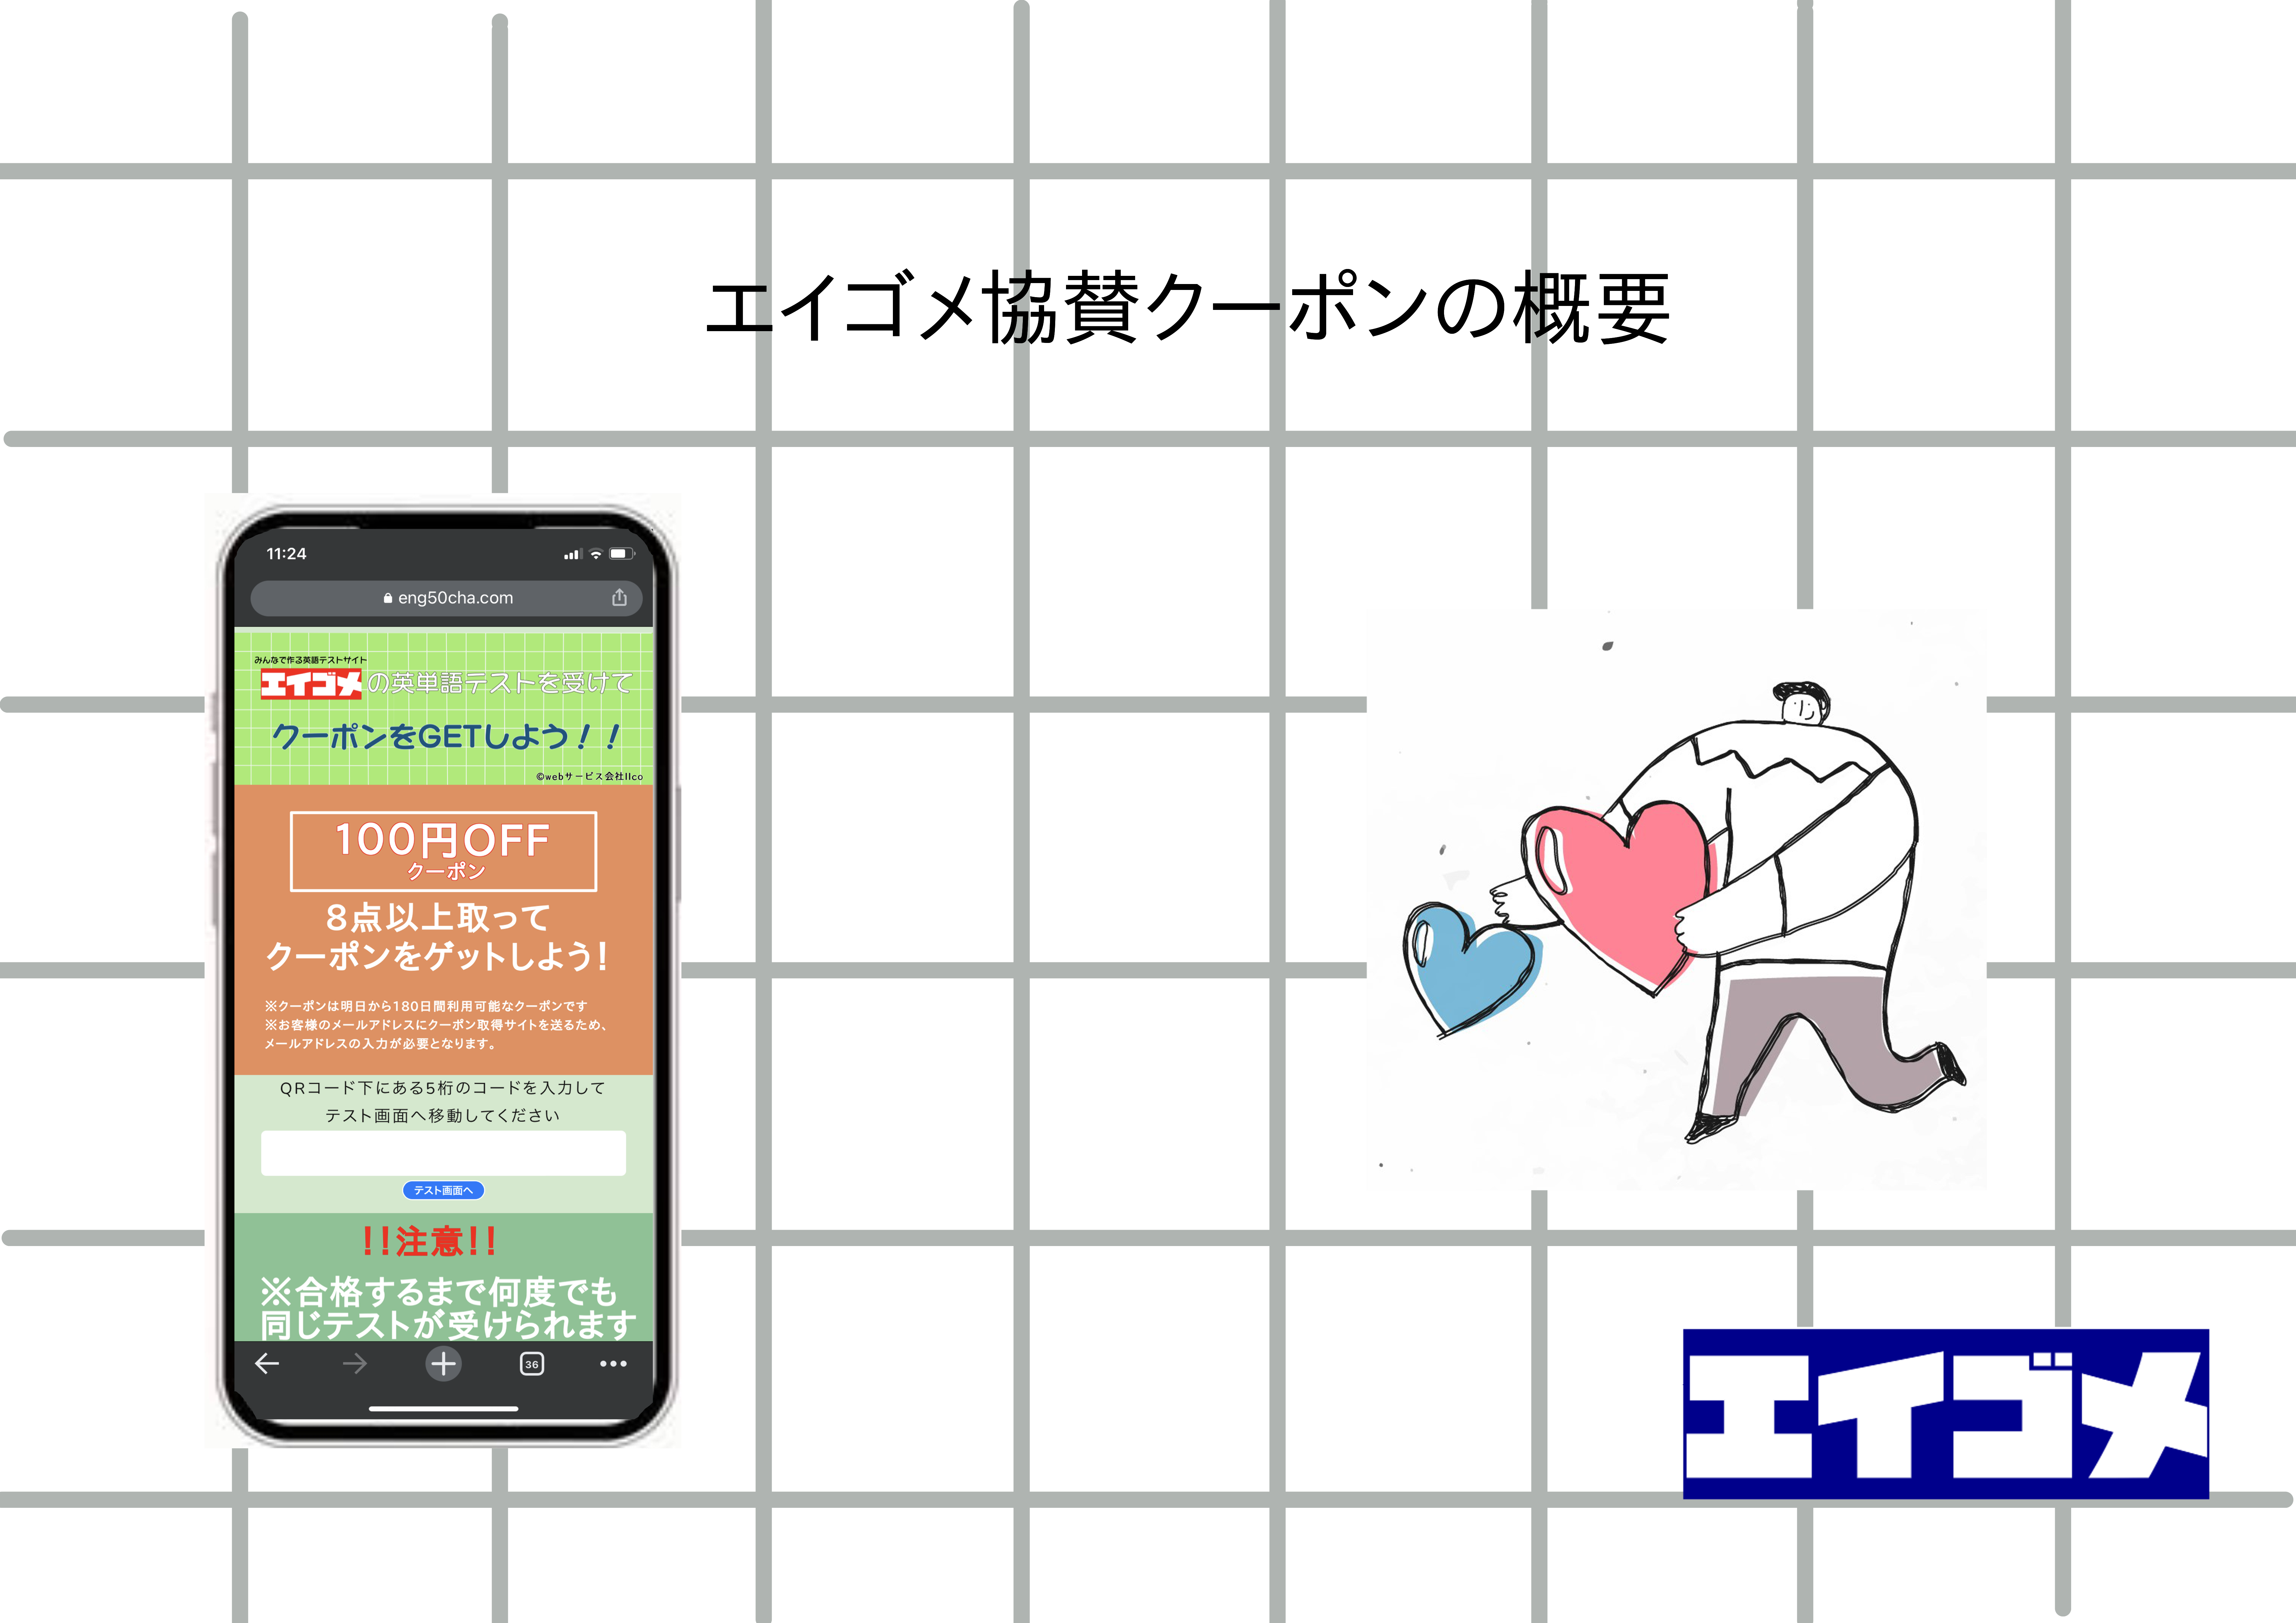 エイゴメ協賛クーポンの概要
11:24
eng50cha.com
みんなで作る英語テストサイト
エイゴメの英単語テストを受けて
クーポンをGETしよう！！
©webサービス会社IIco
100円OFF
クーポン
8点以上取って
クーポンをゲットしよう!
※クーポンは明日から180日間利用可能なクーポンです
※お客様のメールアドレスにクーポン取得サイトを送るため、
メールアドレスの入力が必要となります。
QRコード下にある5桁のコードを入力して
テスト画面へ移動してください
テスト画面へ
!!注意!!
※合格するまで何度でも
同じテストが受けられます
36
エイゴメ